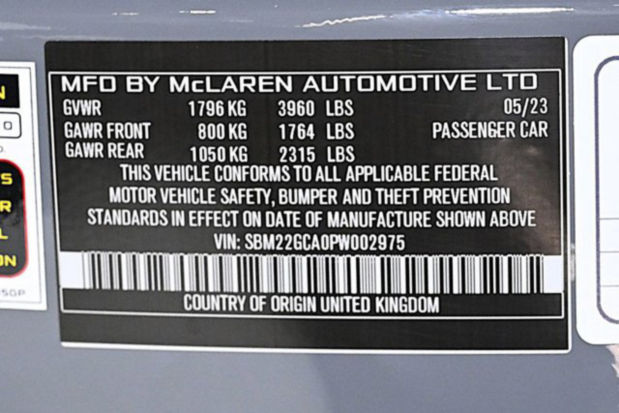 MFD BY McLAREN AUTOMOTIVE LTD
GVWR 1796 KG 3960 LBS 05/23
GAWR FRONT 800 KG 1764 LBS PASSENGER CAR
GAWR REAR 1050 KG 2315 LBS
THIS VEHICLE CONFORMS TO ALL APPLICABLE FEDERAL
MOTOR VEHICLE SAFETY, BUMPER AND THEFT PREVENTION
STANDARDS IN EFFECT ON DATE OF MANUFACTURE SHOWN ABOVE
VIN: SBM22GCA0PW002975
COUNTRY OF ORIGIN UNITED KINGDOM